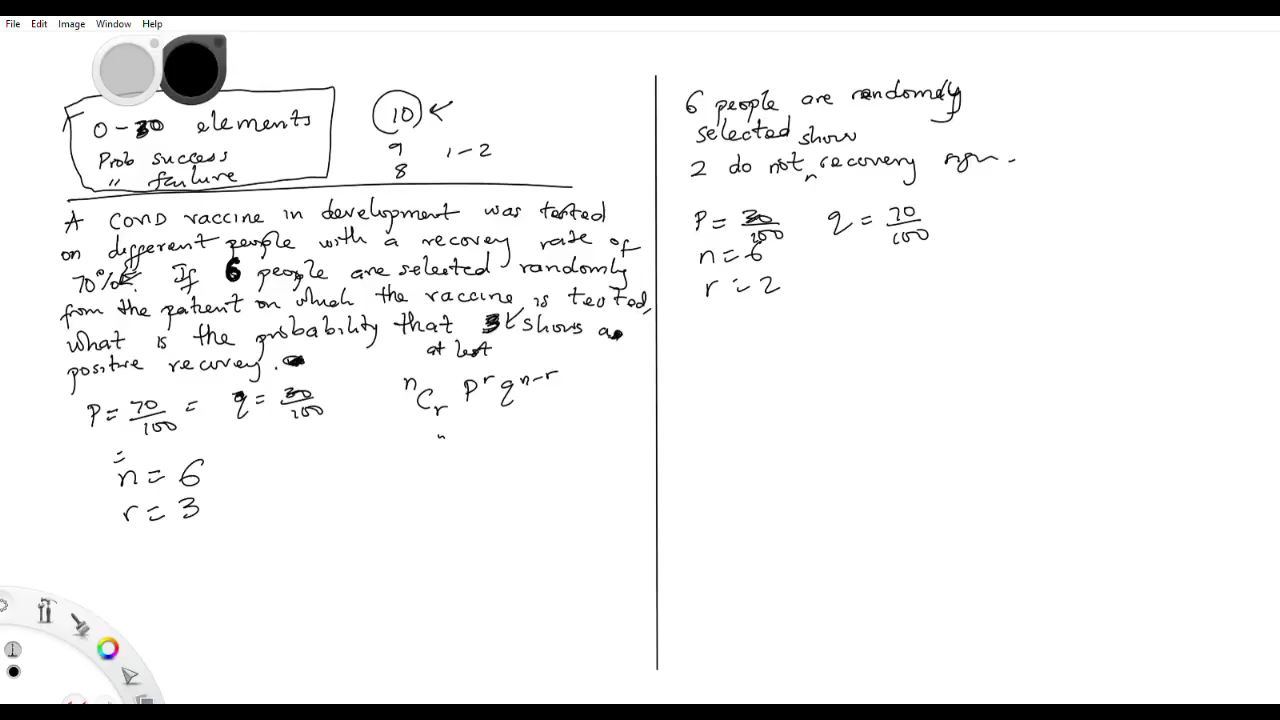 File Edit Image Window Help
0 - 30 elements
Prob success
" failure
10
9 1-2
8
A COVID vaccine in development was tested
on different people with a recovery rate of
70%. If 6 people are selected randomly
from the patient on which the vaccine is tested,
what is the probability that 3 shows a
at lest
positive recovery.
P = 70/100 = q = 30/100
nCr P^r q^n-r
"
=
n = 6
r = 3
6 people are randomely
selected show
2 do not recovery
n
P = 30/100 q = 70/100
n = 6
r = 2